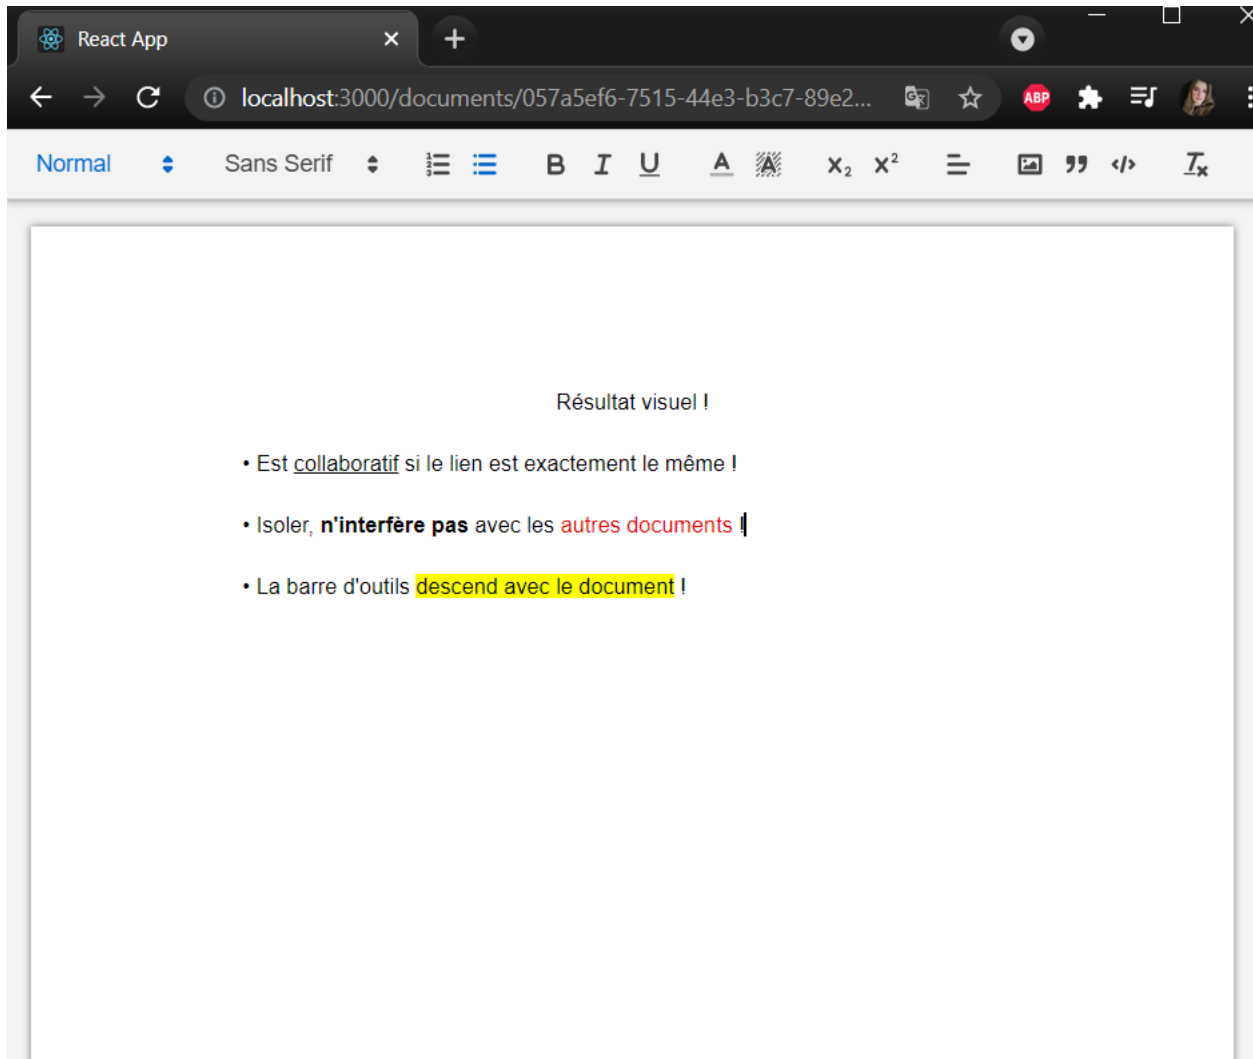 React App
localhost:3000/documents/057a5ef6-7515-44e3-b3c7-89e2...
ABP
Normal Sans Serif B I U A A X₂ X² </> Tx
Résultat visuel !
• Est collaboratif si le lien est exactement le même !
• Isoler, n'interfère pas avec les autres documents !
• La barre d'outils descend avec le document !